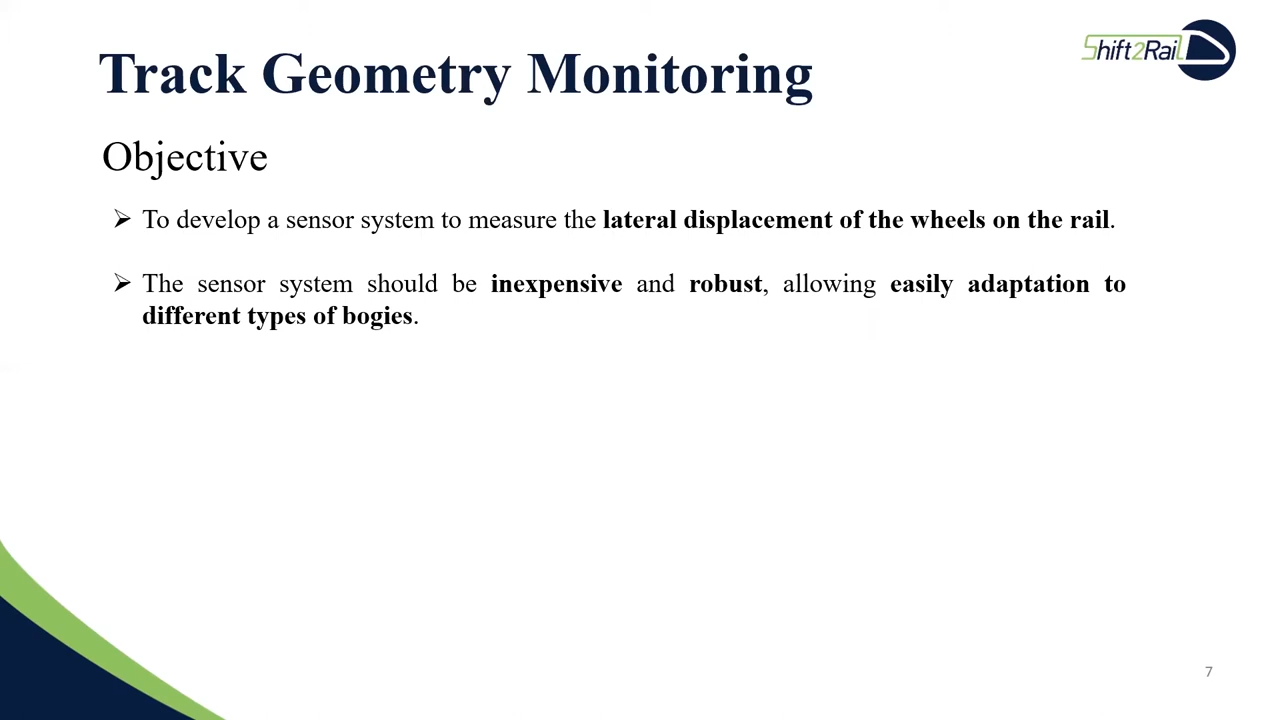 Track Geometry Monitoring
Shift2Rail
Objective
➢ To develop a sensor system to measure the lateral displacement of the wheels on the rail.
➢ The sensor system should be inexpensive and robust, allowing easily adaptation to
different types of bogies.
7